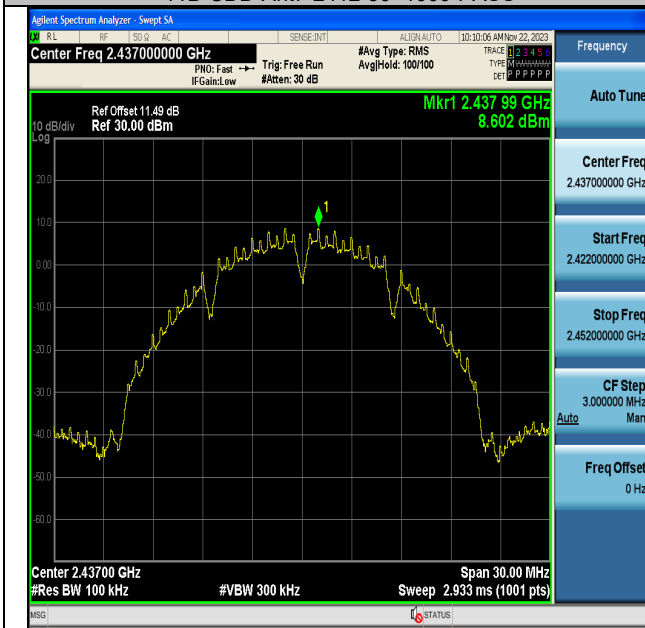 Agilent Spectrum Analyzer - Swept SA
LXI RL RF 50 Ω AC SENSE:INT ALIGN AUTO 10:10:06 AM Nov 22, 2023
Center Freq 2.437000000 GHz
PNO: Fast
IFGain:Low
Trig: Free Run
#Atten: 30 dB
#Avg Type: RMS
Avg|Hold: 100/100
TRACE 1 2 3 4 5 6
TYPE M
DET P P P P P P
Mkr1 2.437 99 GHz
8.602 dBm
Ref Offset 11.49 dB
10 dB/div Ref 30.00 dBm
Log
20.0
10.0
0.00
-10.0
-20.0
-30.0
-40.0
-50.0
-60.0
1
Center 2.43700 GHz Span 30.00 MHz
#Res BW 100 kHz #VBW 300 kHz Sweep 2.933 ms (1001 pts)
MSG STATUS
Frequency
Auto Tune
Center Freq
2.437000000 GHz
Start Freq
2.422000000 GHz
Stop Freq
2.452000000 GHz
CF Step
3.000000 MHz
Auto Man
Freq Offset
0 Hz